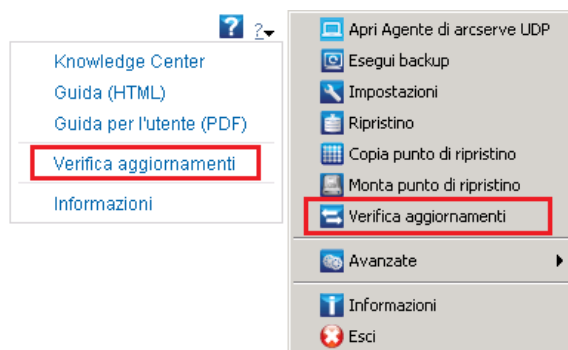 ?
Knowledge Center
Guida (HTML)
Guida per l'utente (PDF)
Verifica aggiornamenti
Informazioni
Apri Agente di arcserve UDP
Esegui backup
Impostazioni
Ripristino
Copia punto di ripristino
Monta punto di ripristino
Verifica aggiornamenti
Avanzate
Informazioni
Esci